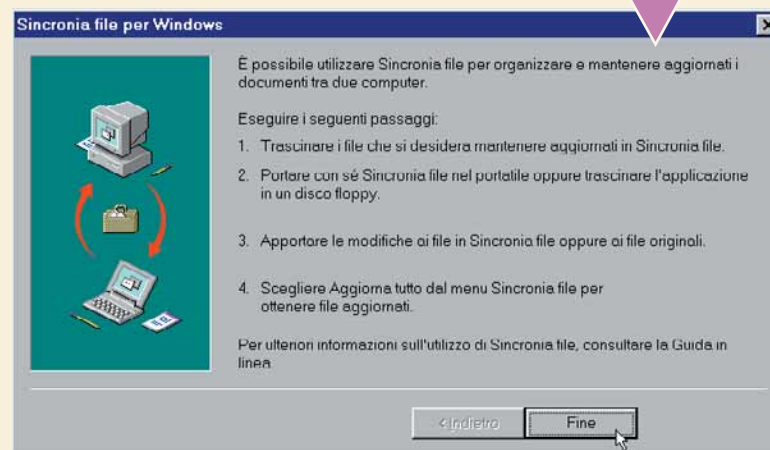 Sincronia file per Windows
È possibile utilizzare Sincronia file per organizzare e mantenere aggiornati i
documenti tra due computer.
Eseguire i seguenti passaggi:
1. Trascinare i file che si desidera mantenere aggiornati in Sincronia file.
2. Portare con sé Sincronia file nel portatile oppure trascinare l'applicazione
in un disco floppy.
3. Apportare le modifiche ai file in Sincronia file oppure ai file originali.
4. Scegliere Aggiorna tutto dal menu Sincronia file per
ottenere file aggiornati.
Per ulteriori informazioni sull'utilizzo di Sincronia file, consultare la Guida in
linea.
< Indietro Fine